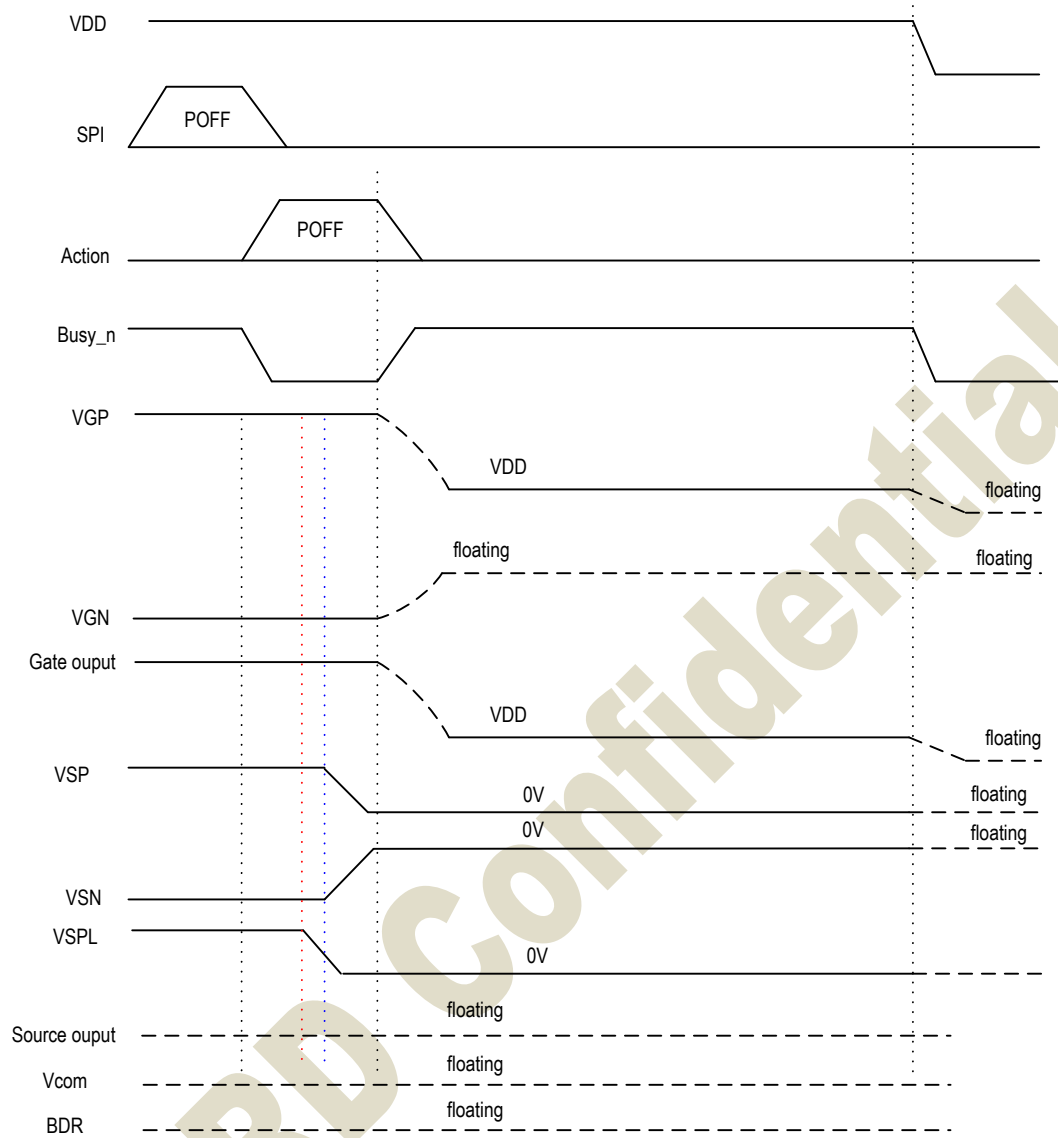 VDD
SPI
POFF
Action
POFF
Busy_n
VGP
VDD
floating
VGN
floating
floating
Gate ouput
VDD
floating
VSP
0V
floating
VSN
0V
floating
VSPL
0V
Source ouput
floating
Vcom
floating
BDR
floating
BD Confidential